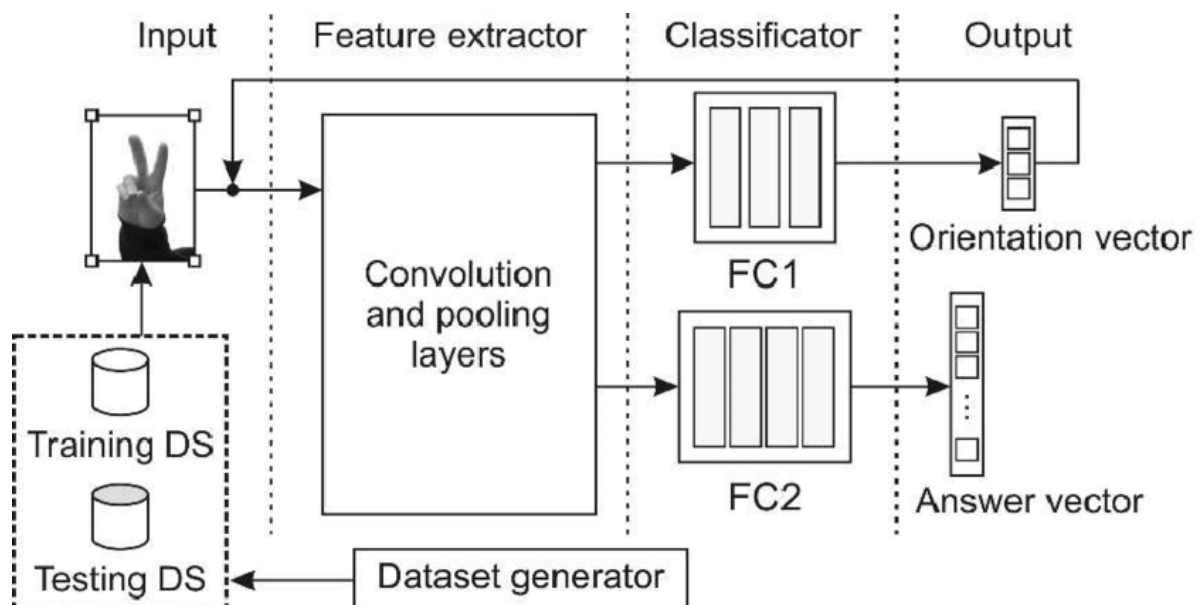 Input
Feature extractor
Classificator
Output
Convolution
and pooling
layers
FC1
Orientation vector
FC2
Answer vector
Training DS
Testing DS
Dataset generator